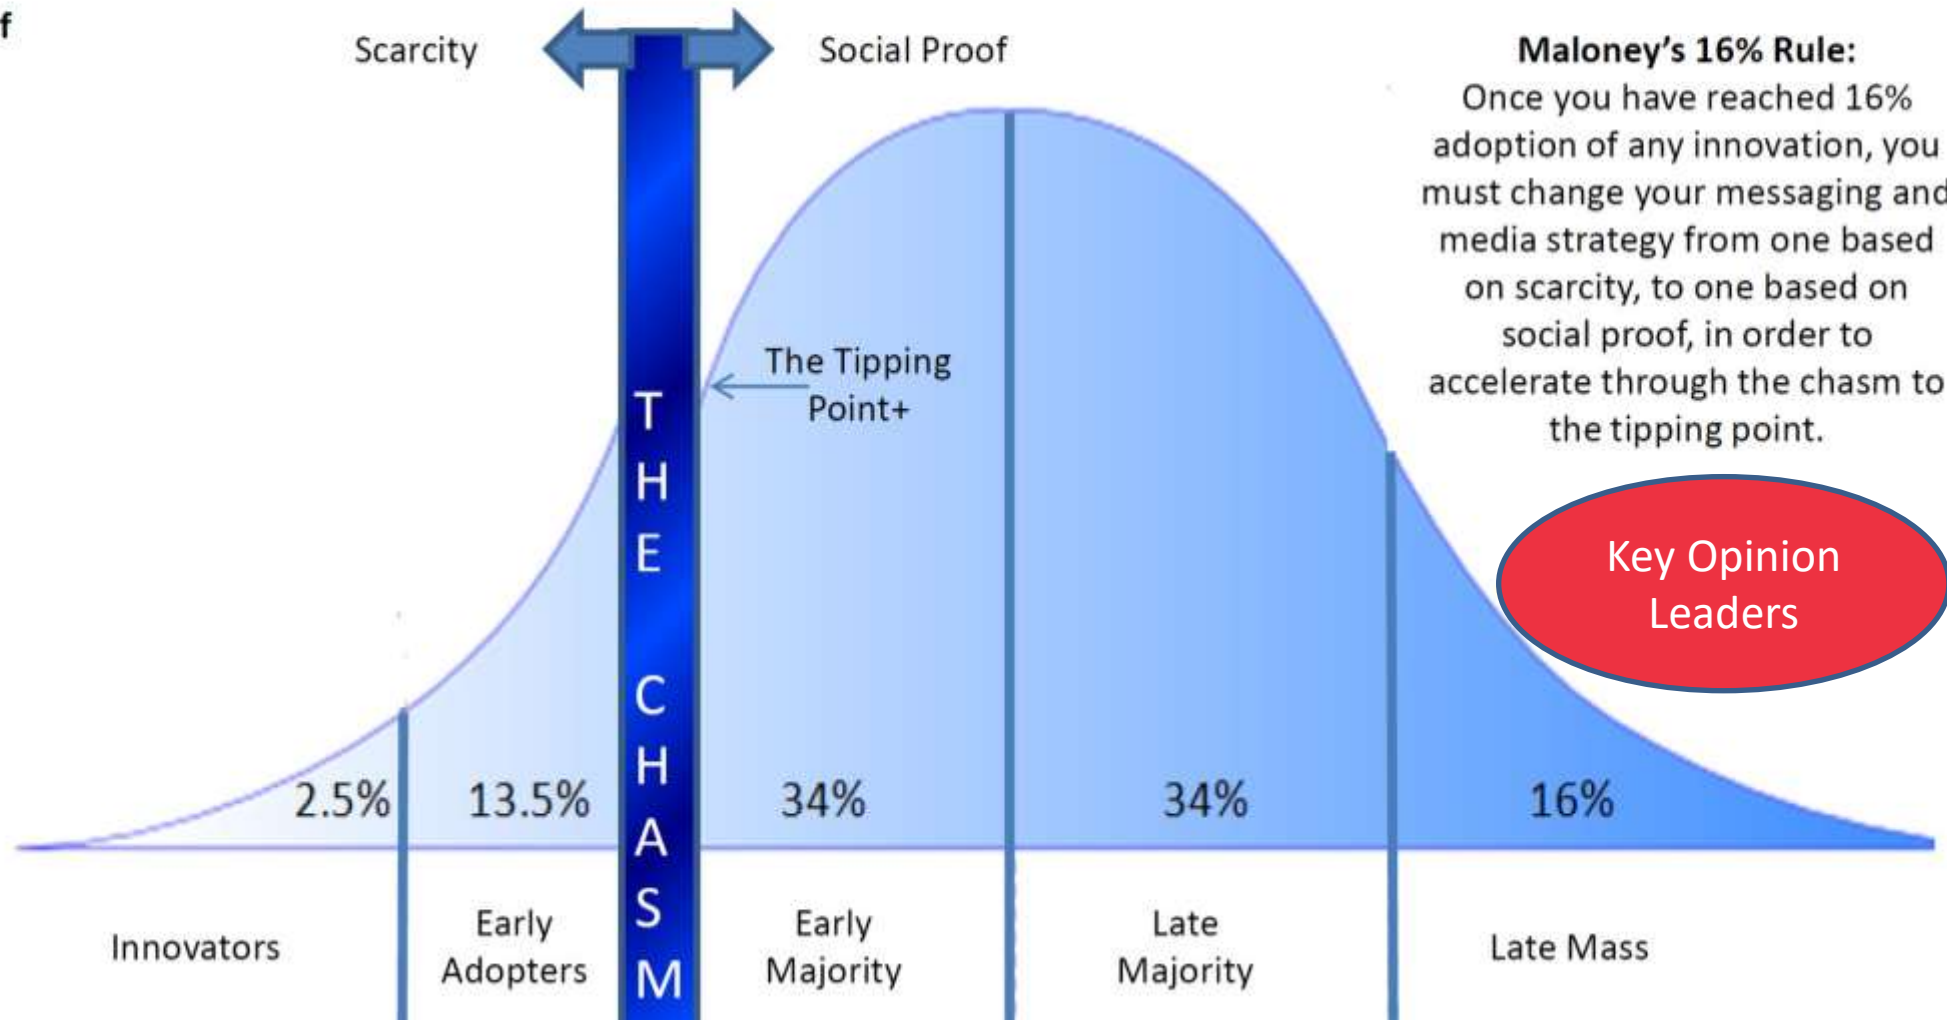 f
Scarcity
Social Proof
Maloney’s 16% Rule:
Once you have reached 16%
adoption of any innovation, you
must change your messaging and
media strategy from one based
on scarcity, to one based on
social proof, in order to
accelerate through the chasm to
the tipping point.
The Tipping
Point+
THE CHASM
Key Opinion
Leaders
2.5%
13.5%
34%
34%
16%
Innovators
Early
Adopters
Early
Majority
Late
Majority
Late Mass